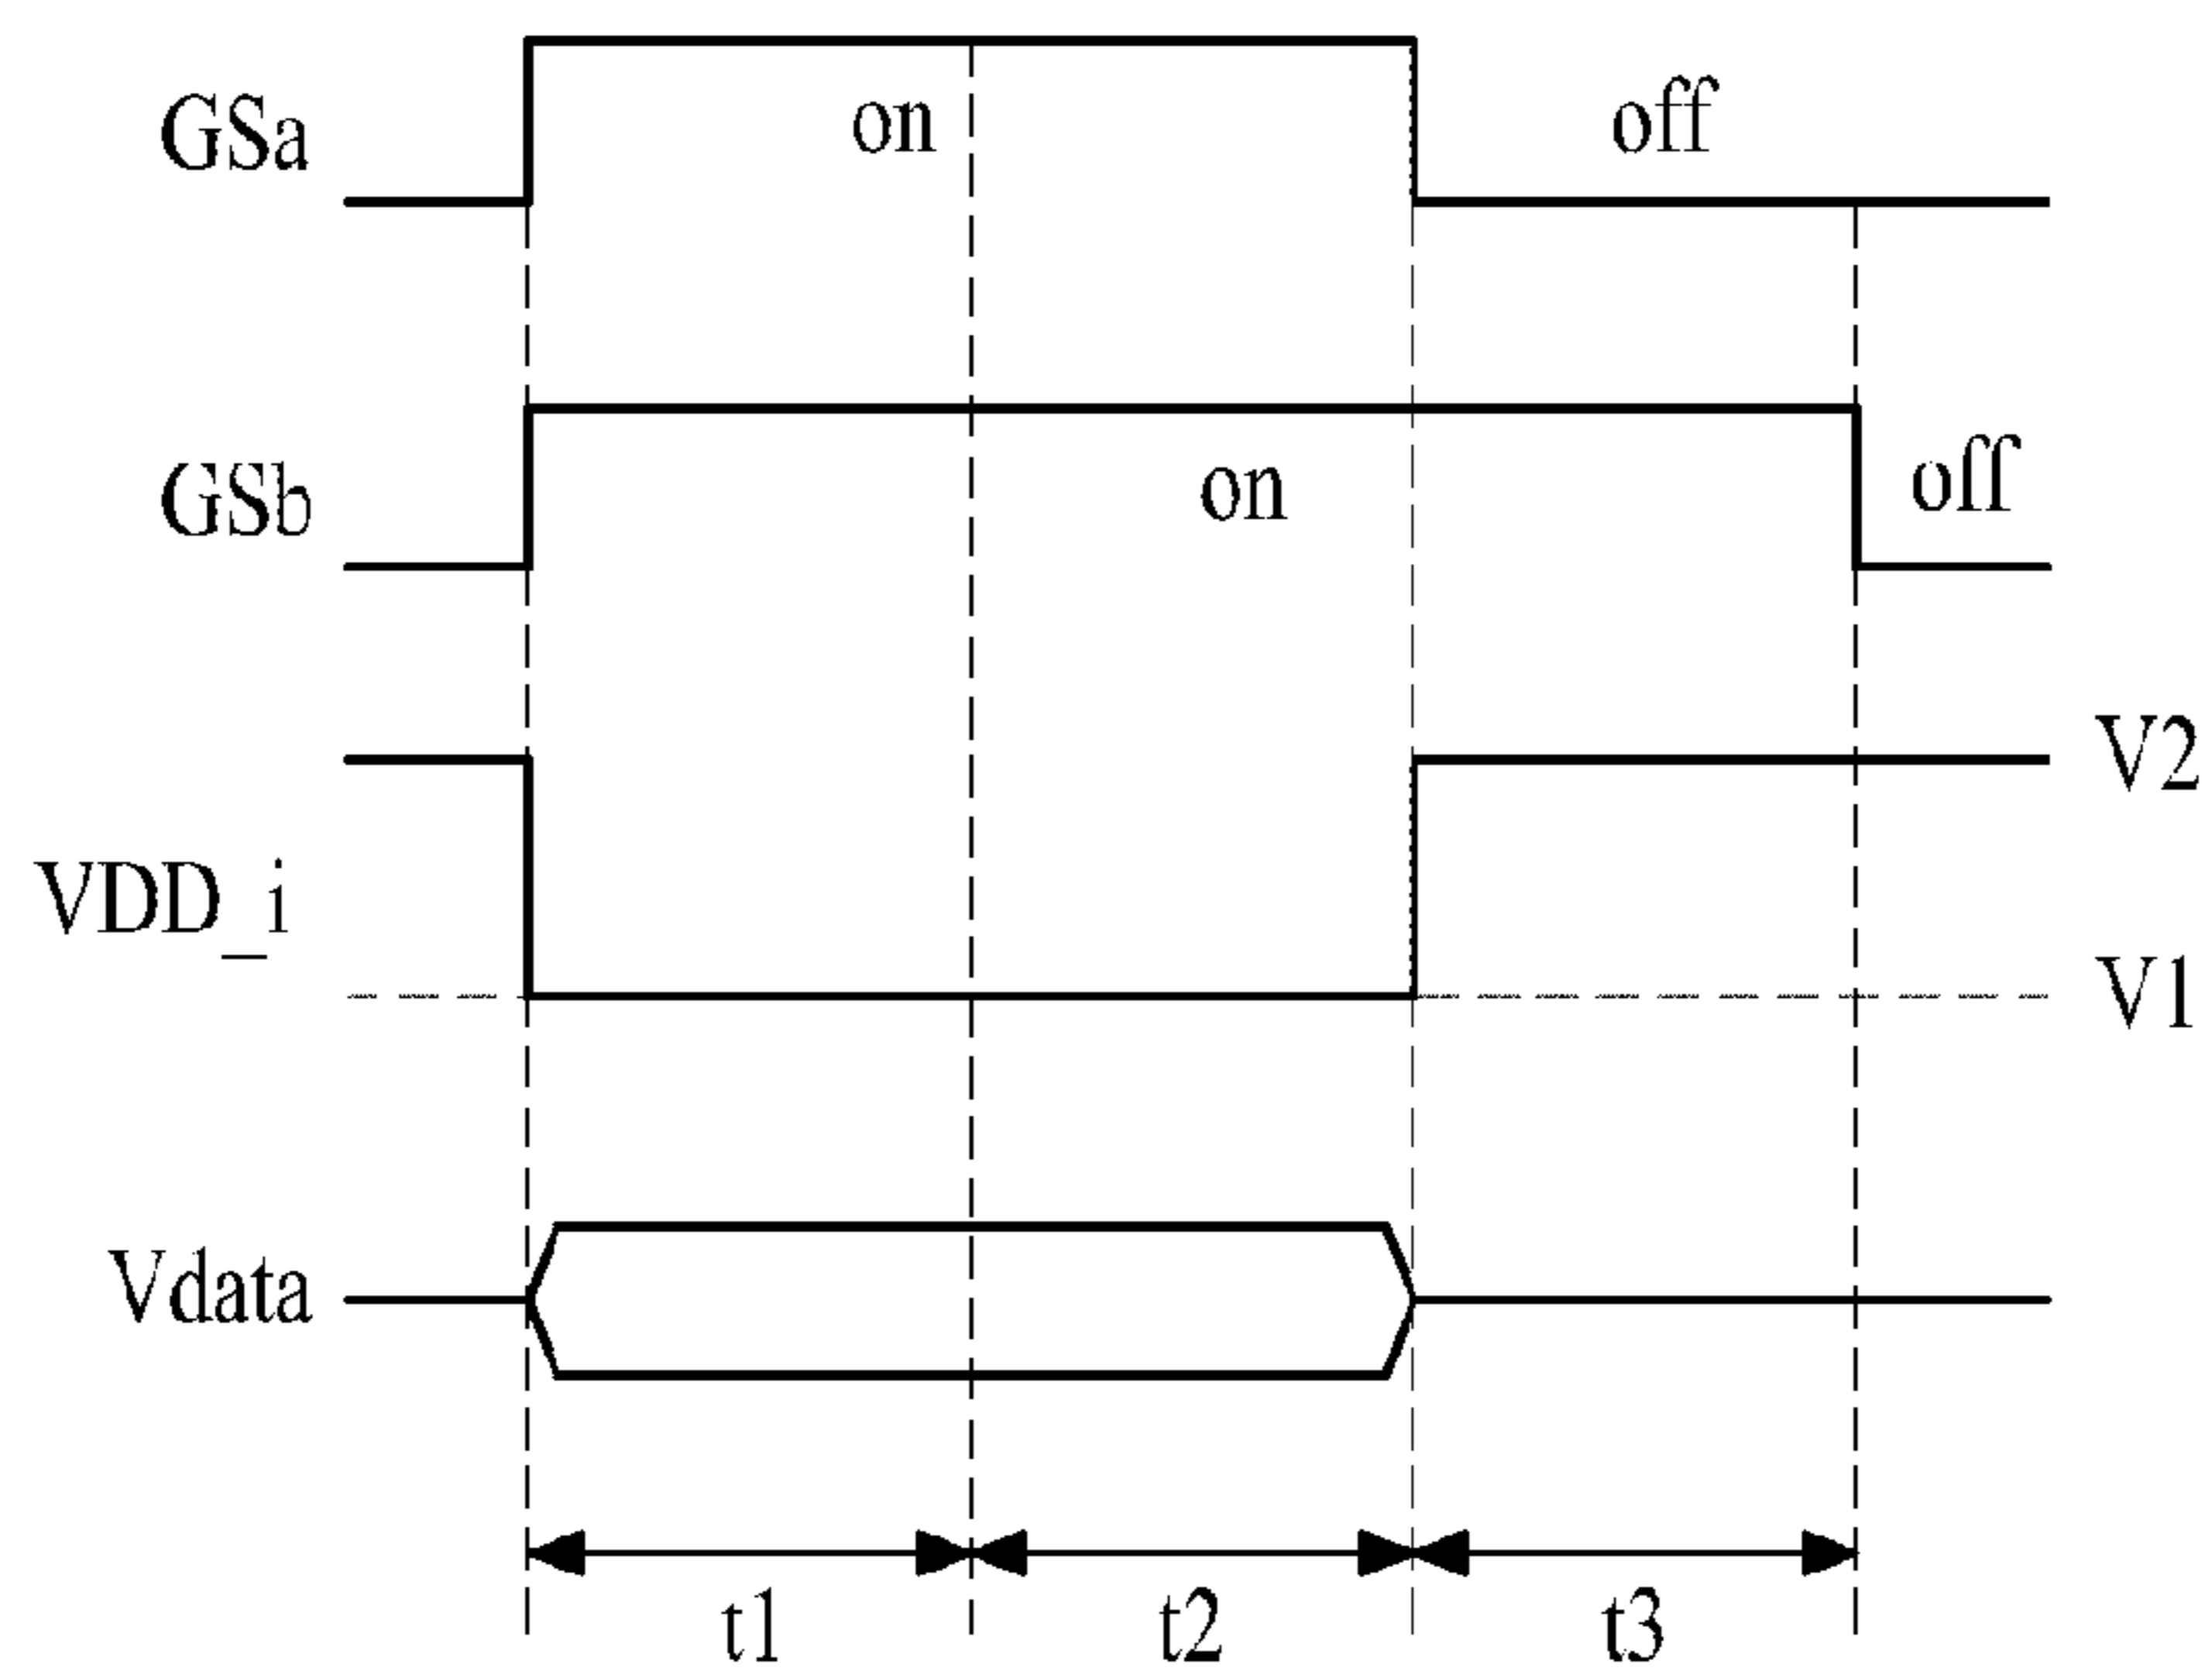 GSa on off
GSb on off
V2
VDD_i
V1
Vdata
t1 t2 t3